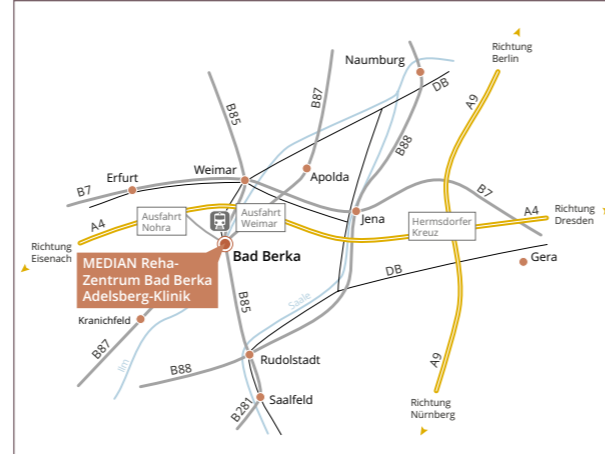 Richtung
Berlin
Naumburg
DB
A9
B87
B85
B88
Weimar
Apolda
Erfurt
B7
B7
A4
Ausfahrt
Nohra
Ausfahrt
Weimar
Jena
Hermsdorfer
Kreuz
A4
Richtung
Dresden
Richtung
Eisenach
Bad Berka
MEDIAN Reha-
Zentrum Bad Berka
Adelsberg-Klinik
Gera
DB
Saale
B85
Kranichfeld
B87
Ilm
B88
Rudolstadt
A9
B281
Saalfeld
Richtung
Nürnberg